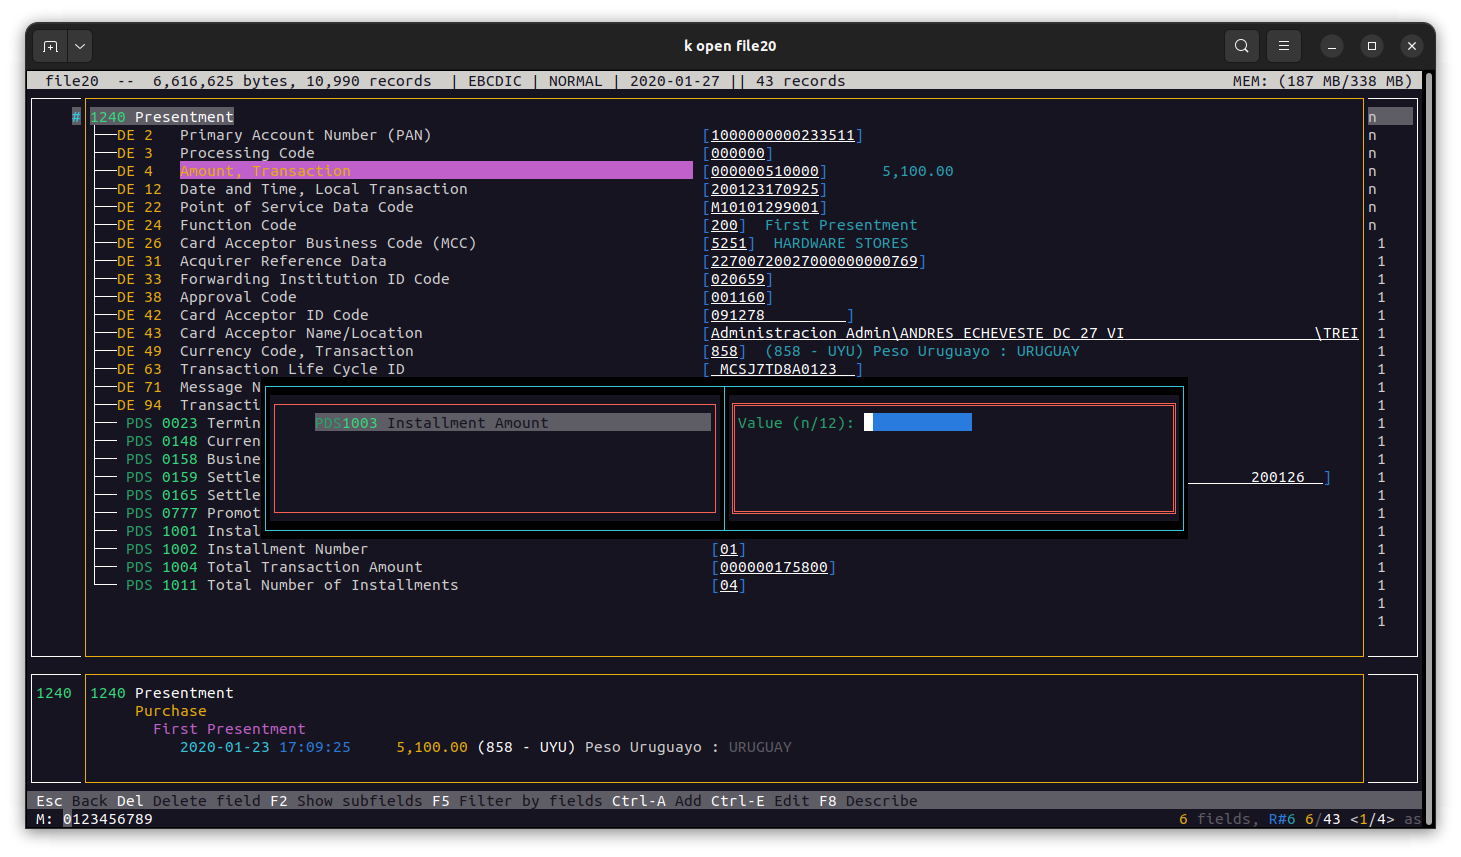 k open file20
file20 -- 6,616,625 bytes, 10,990 records | EBCDIC | NORMAL | 2020-01-27 || 43 records MEM: (187 MB/338 MB)
# 1240 Presentment n
DE 2 Primary Account Number (PAN) [1000000000233511] n
DE 3 Processing Code [000000] n
DE 4 Amount, Transaction [000000510000] 5,100.00 n
DE 12 Date and Time, Local Transaction [200123170925] n
DE 22 Point of Service Data Code [M10101299001] n
DE 24 Function Code [200] First Presentment n
DE 26 Card Acceptor Business Code (MCC) [5251] HARDWARE STORES 1
DE 31 Acquirer Reference Data [22700720027000000000769] 1
DE 33 Forwarding Institution ID Code [020659] 1
DE 38 Approval Code [001160] 1
DE 42 Card Acceptor ID Code [091278_________] 1
DE 43 Card Acceptor Name/Location [Administracion Admin\ANDRES ECHEVESTE DC 27 VI \TREI 1
DE 49 Currency Code, Transaction [858] (858 - UYU) Peso Uruguayo : URUGUAY 1
DE 63 Transaction Life Cycle ID [_MCSJ7TD8A0123__] 1
DE 71 Message N 1
DE 94 Transacti 1
PDS 0023 Termin PDS1003 Installment Amount Value (n/12): 1
PDS 0148 Curren 1
PDS 0158 Busine 1
PDS 0159 Settle 200126 ] 1
PDS 0165 Settle 1
PDS 0777 Promot 1
PDS 1001 Instal 1
PDS 1002 Installment Number [01] 1
PDS 1004 Total Transaction Amount [000000175800] 1
PDS 1011 Total Number of Installments [04] 1
1
1
1240 1240 Presentment
Purchase
First Presentment
2020-01-23 17:09:25 5,100.00 (858 - UYU) Peso Uruguayo : URUGUAY
Esc Back Del Delete field F2 Show subfields F5 Filter by fields Ctrl-A Add Ctrl-E Edit F8 Describe
M: 0123456789 6 fields, R#6 6/43 <1/4> as